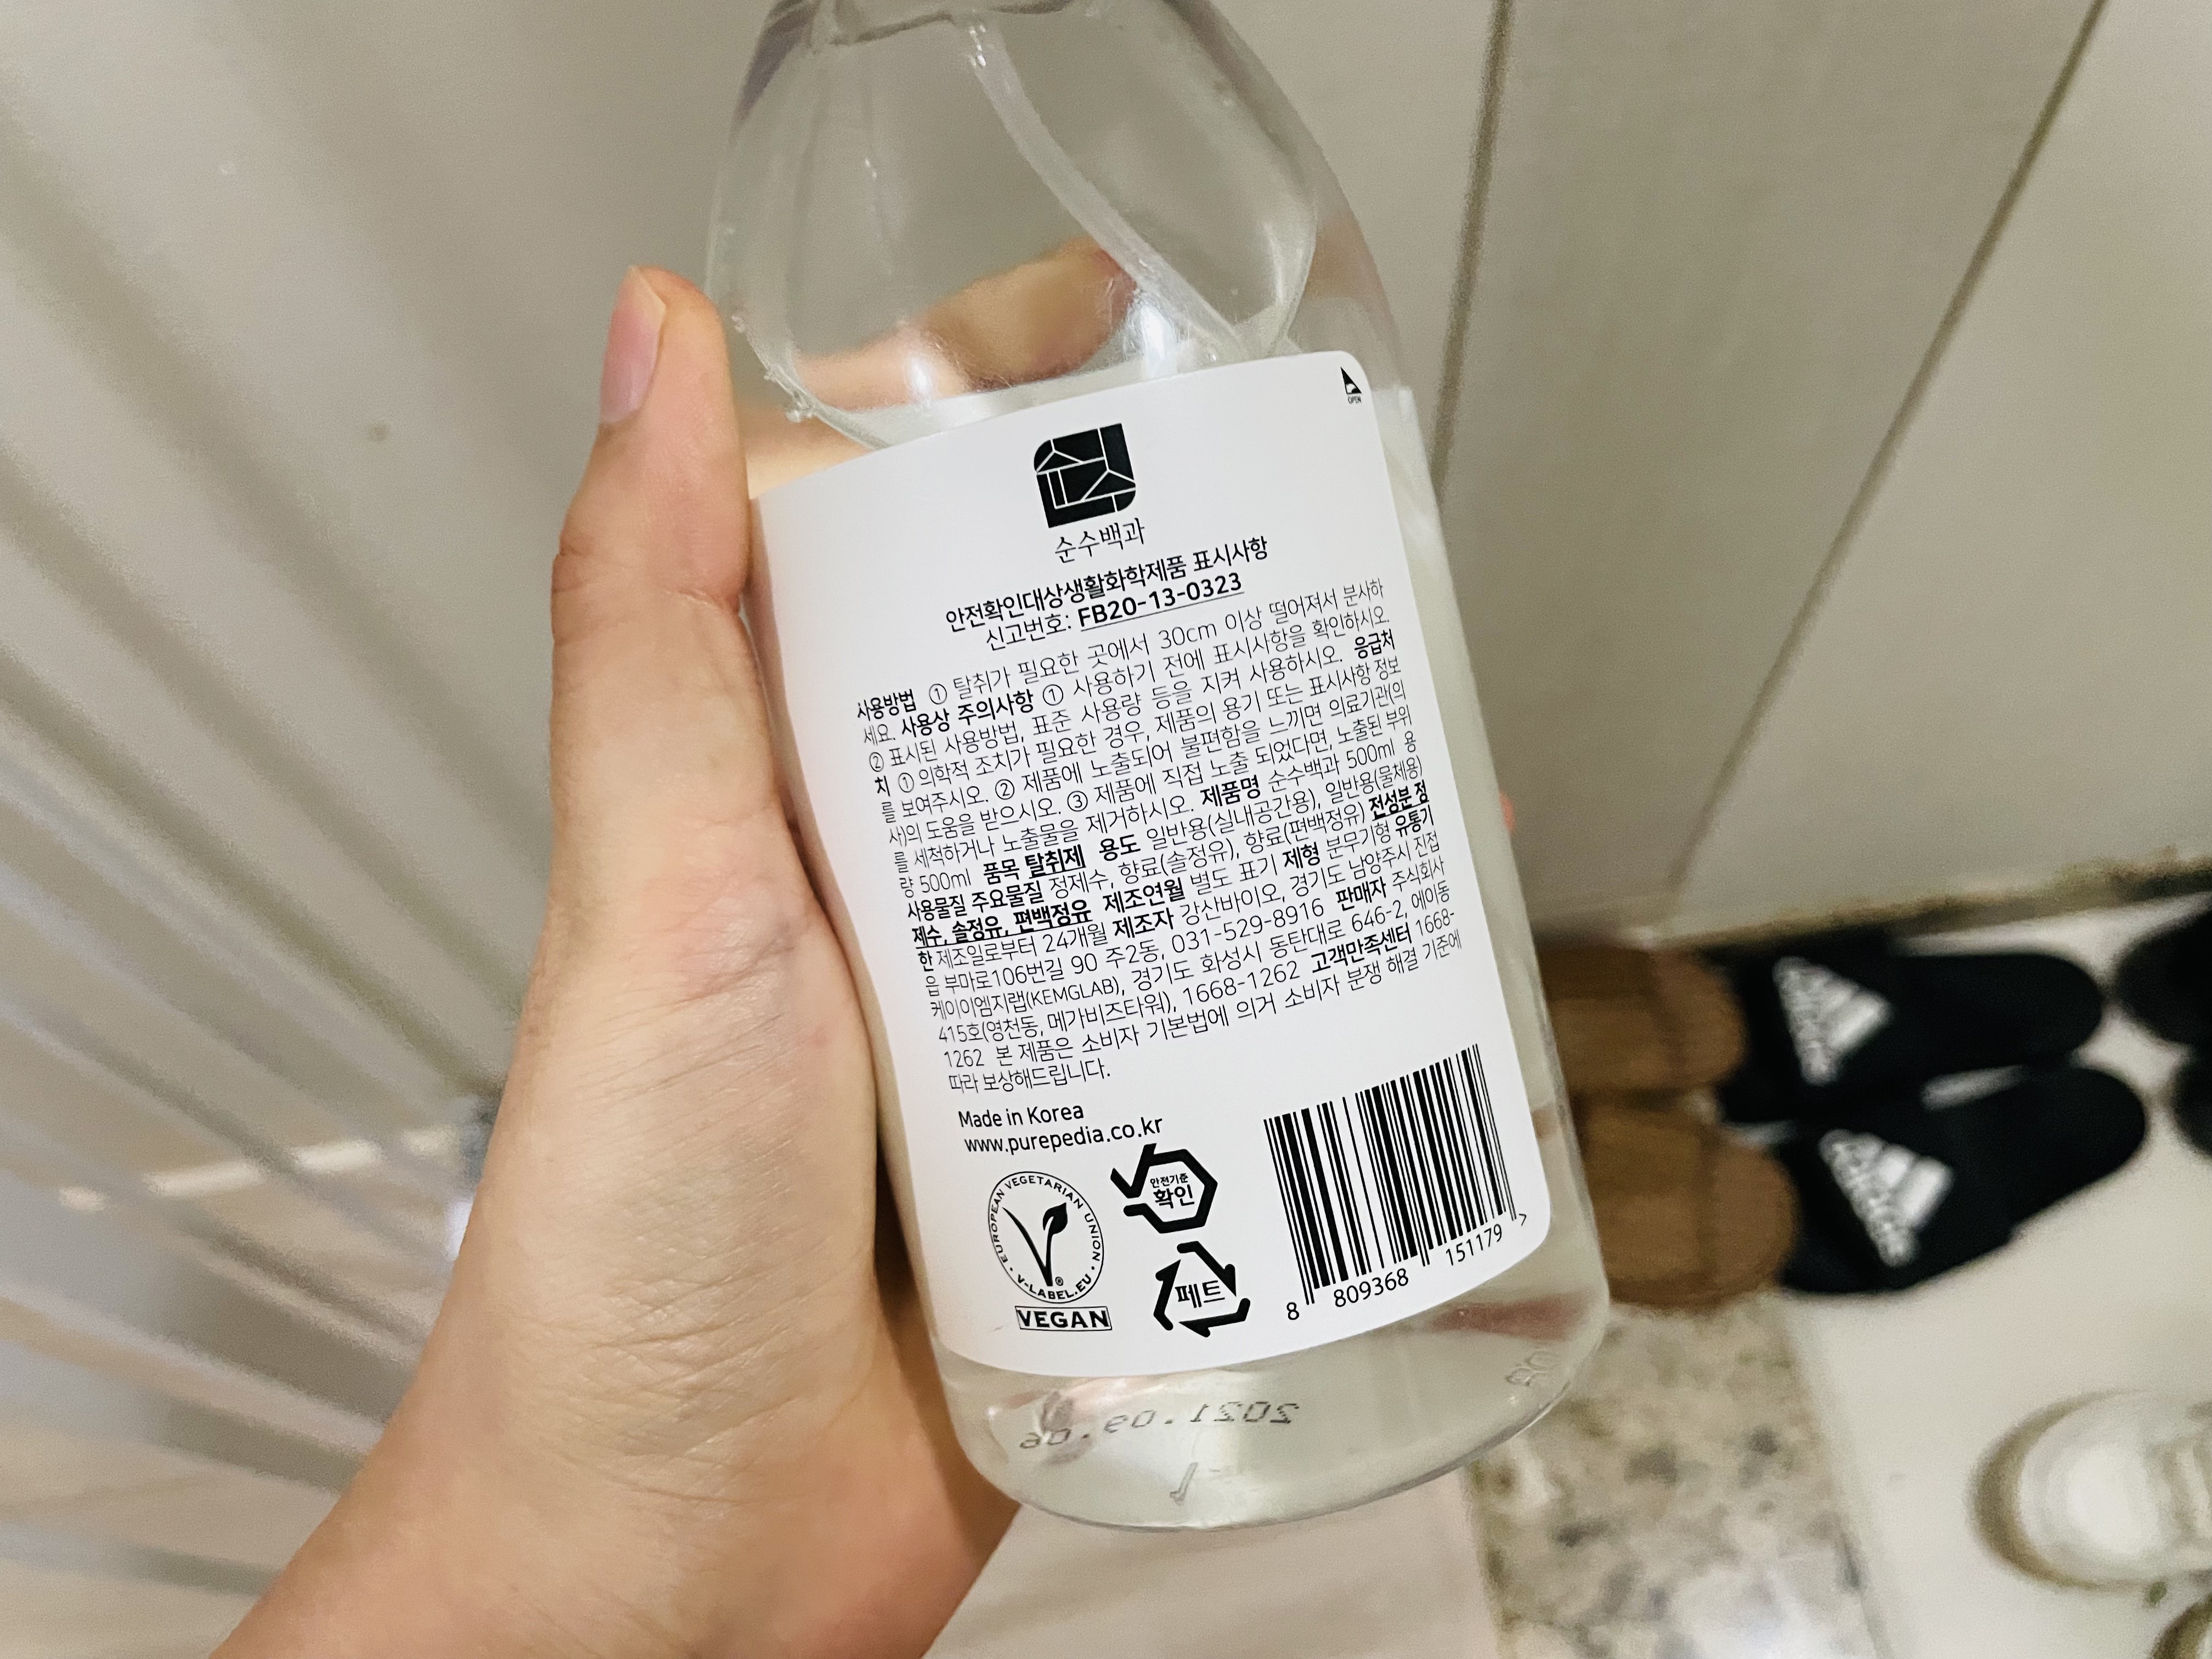 OPEN
순수백과
안전확인대상생활화학제품 표시사항
신고번호: FB20-13-0323
사용방법 ① 탈취가 필요한 곳에서 30cm 이상 떨어져서 분사하
세요. 사용상 주의사항 ① 사용하기 전에 표시사항을 확인하시오.
② 표시된 사용방법, 표준 사용량 등을 지켜 사용하시오. 응급처
치 ① 의학적 조치가 필요한 경우, 제품의 용기 또는 표시사항 정보
를 보여주시오. ② 제품에 노출되어 불편함을 느끼면 의료기관(의
사)의 도움을 받으시오. ③ 제품에 직접 노출 되었다면, 노출된 부위
를 세척하거나 노출물을 제거하시오. 제품명 순수백과 500ml 용
량 500ml 품목 탈취제 용도 일반용(실내공간용), 일반용(물체용)
사용물질 주요물질 정제수, 향료(솔정유), 향료(편백정유) 전성분 정
제수, 솔정유, 편백정유 제조연월 별도 표기 제형 분무기형 유통기
한 제조일로부터 24개월 제조자 강산바이오, 경기도 남양주시 진접
읍 부마로106번길 90 주2동, 031-529-8916 판매자 주식회사
케이이엠지랩(KEMGLAB), 경기도 화성시 동탄대로 646-2, 에이동
415호(영천동, 메가비즈타워), 1668-1262 고객만족센터 1668-
1262 본 제품은 소비자 기본법에 의거 소비자 분쟁 해결 기준에
따라 보상해드립니다.
Made in Korea
www.purepedia.co.kr
EUROPEAN VEGETARIAN UNION
V-LABEL.EU
VEGAN
안전기준
확인
페트
8 809368 151179
2021.09.06
adidas
adidas